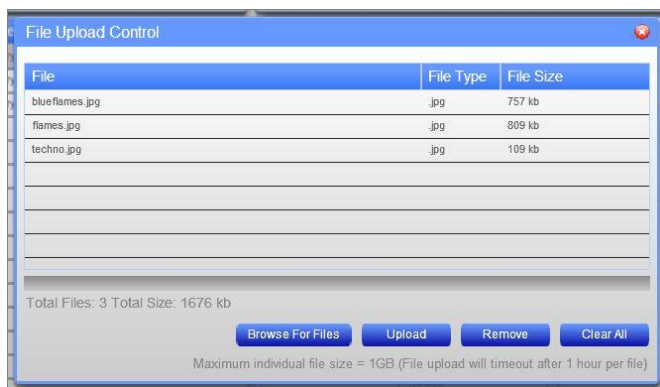 File Upload Control
File File Type File Size
blueflames.jpg .jpg 757 kb
flames.jpg .jpg 809 kb
techno.jpg .jpg 109 kb
Total Files: 3 Total Size: 1676 kb
Browse For Files Upload Remove Clear All
Maximum individual file size = 1GB (File upload will timeout after 1 hour per file)